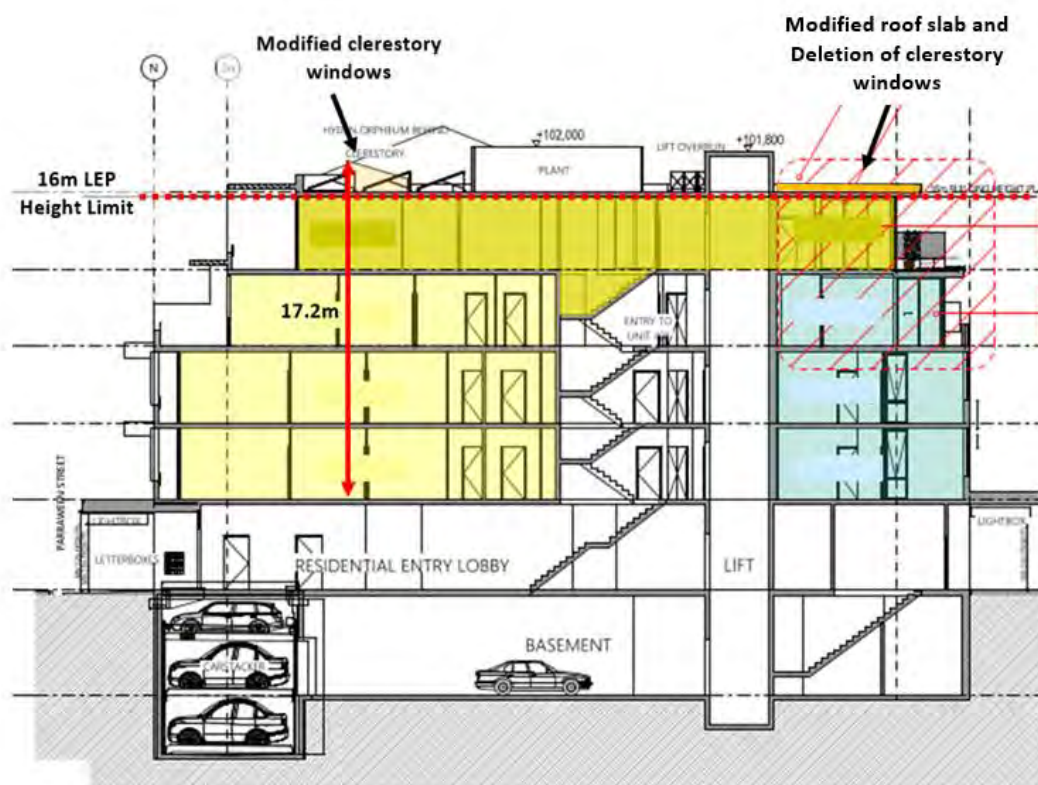 Modified clerestory
windows
Modified roof slab and
Deletion of clerestory
windows
N
CLERESTORY
+102,000
PLANT
LIFT OVERRUN
+101,800
16m LEP
Height Limit
17.2m
ENTRY TO
UNIT
PARRAWEEN STREET
LIGHTBOX
LETTERBOXES
RESIDENTIAL ENTRY LOBBY
LIFT
LIGHTBOX
CARSTACKER
BASEMENT